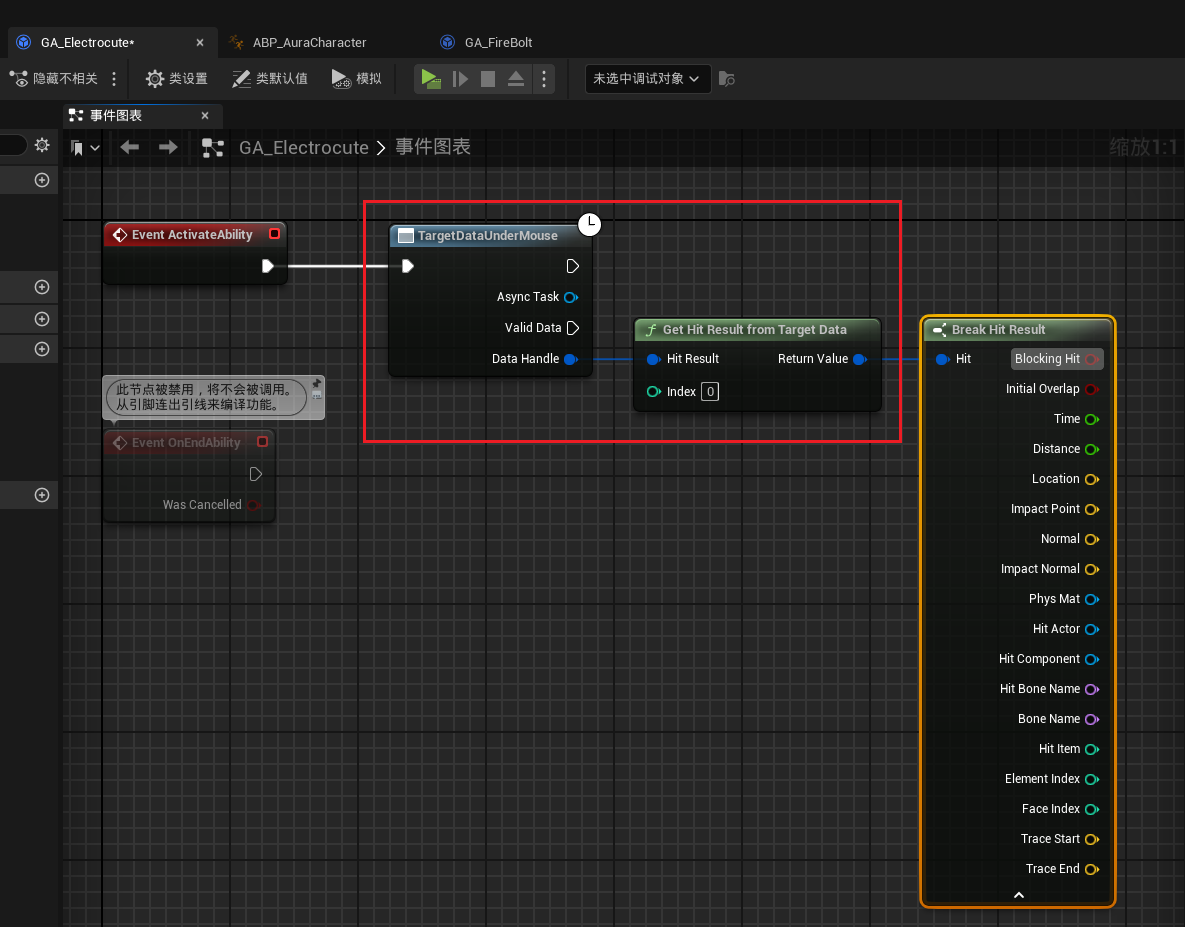 GA_Electrocute*
ABP_AuraCharacter
GA_FireBolt
隐藏不相关
类设置
类默认值
模拟
未选中调试对象
事件图表
GA_Electrocute > 事件图表
缩放1:1
Event ActivateAbility
TargetDataUnderMouse
Async Task
Valid Data
Data Handle
Get Hit Result from Target Data
Hit Result
Return Value
Index 0
此节点被禁用，将不会被调用。
从引脚连出引线来编译功能。
Event OnEndAbility
Was Cancelled
Break Hit Result
Hit
Blocking Hit
Initial Overlap
Time
Distance
Location
Impact Point
Normal
Impact Normal
Phys Mat
Hit Actor
Hit Component
Hit Bone Name
Bone Name
Hit Item
Element Index
Face Index
Trace Start
Trace End